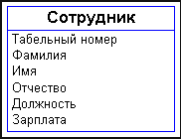 Сотрудник
Табельный номер
Фамилия
Имя
Отчество
Должность
Зарплата